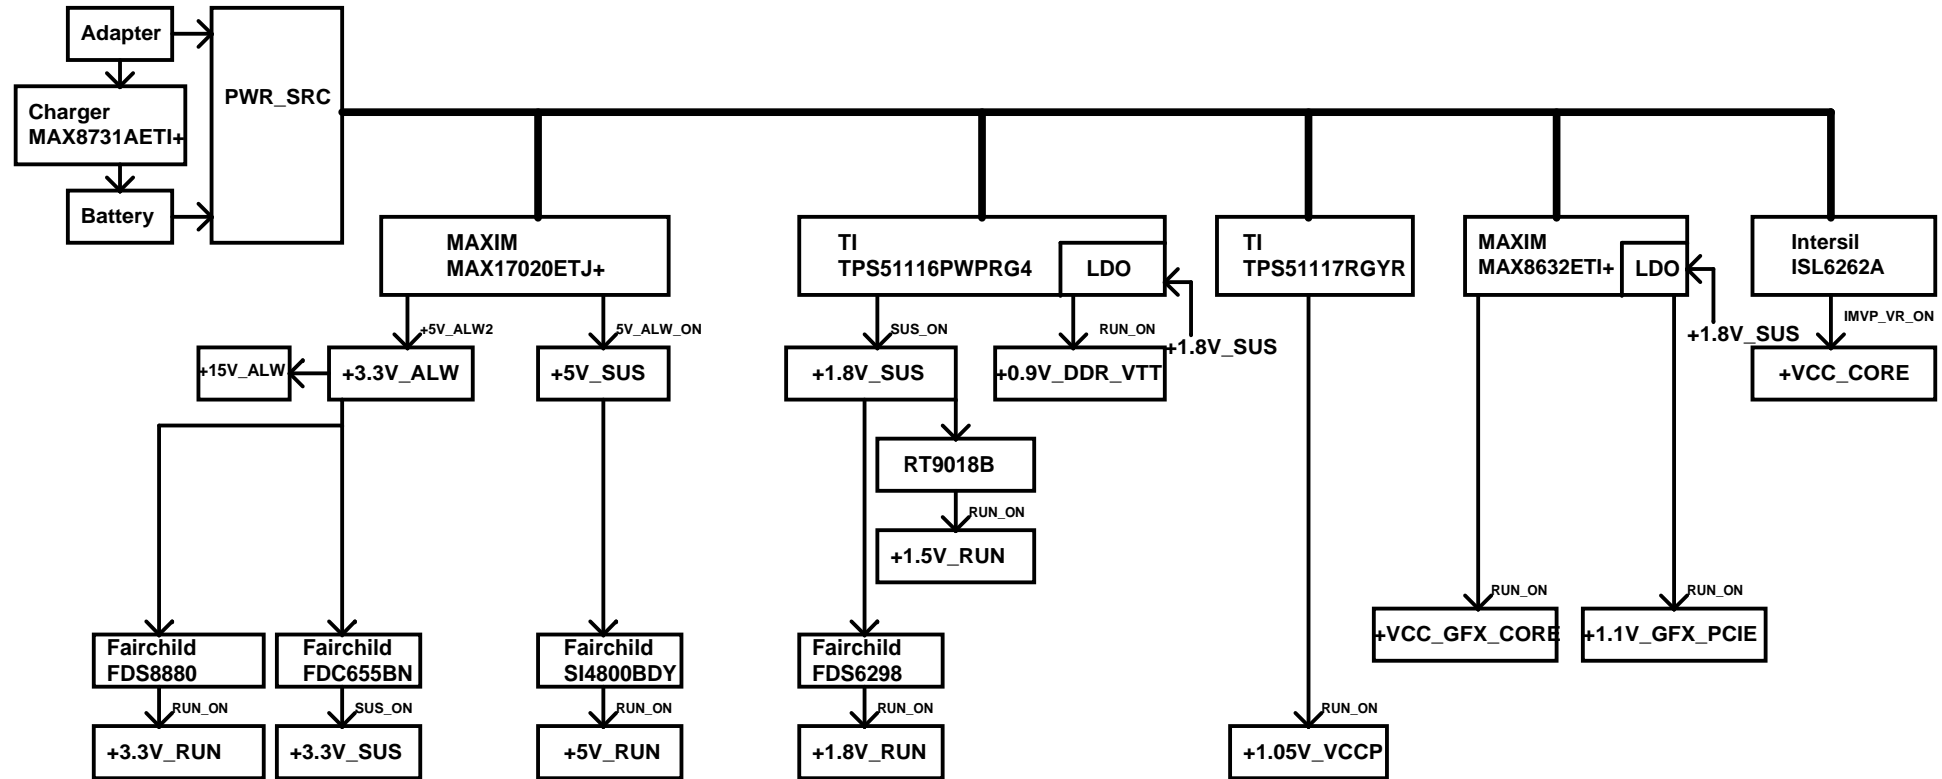 Adapter
PWR_SRC
Charger
MAX8731AETI+
Battery
MAXIM
MAX17020ETJ+
TI
TPS51116PWPRG4
LDO
TI
TPS51117RGYR
MAXIM
MAX8632ETI+
LDO
Intersil
ISL6262A
+5V_ALW2
5V_ALW_ON
SUS_ON
RUN_ON
+1.8V_SUS
+1.8V_SUS
IMVP_VR_ON
+15V_ALW
+3.3V_ALW
+5V_SUS
+1.8V_SUS
+0.9V_DDR_VTT
+VCC_CORE
RT9018B
RUN_ON
+1.5V_RUN
RUN_ON
RUN_ON
+VCC_GFX_CORE
+1.1V_GFX_PCIE
Fairchild
FDS8880
Fairchild
FDC655BN
Fairchild
SI4800BDY
Fairchild
FDS6298
RUN_ON
SUS_ON
RUN_ON
RUN_ON
RUN_ON
+3.3V_RUN
+3.3V_SUS
+5V_RUN
+1.8V_RUN
+1.05V_VCCP